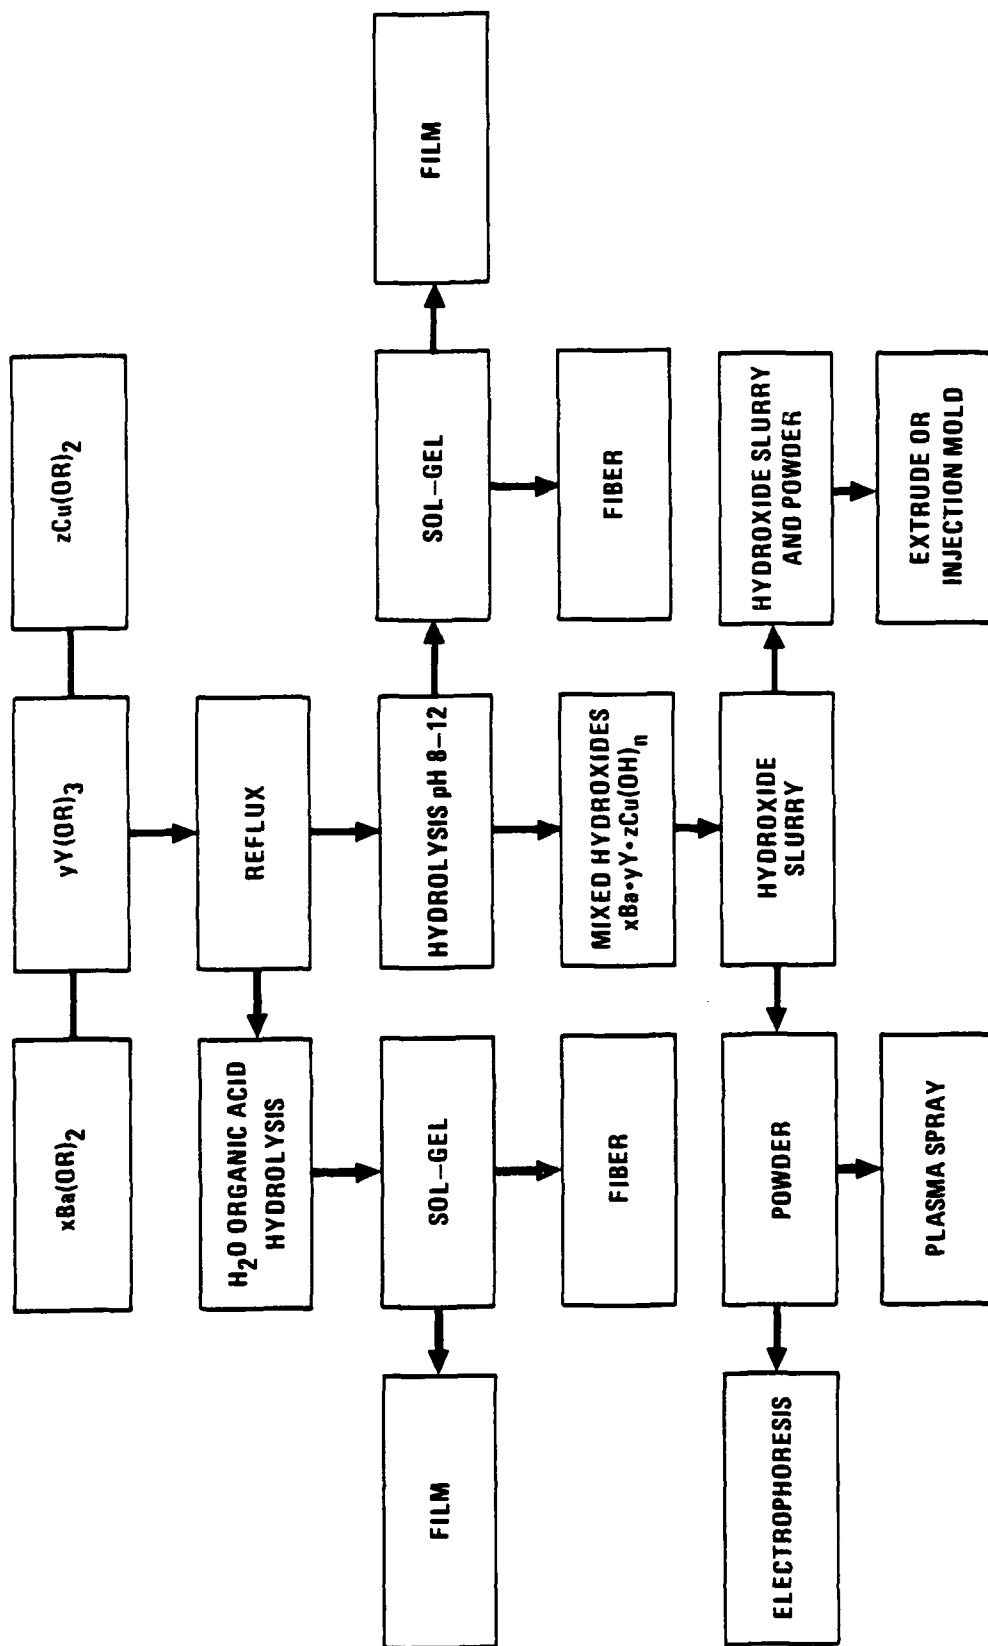 xBa(OR)2
yY(OR)3
zCu(OR)2
H2O ORGANIC ACID
HYDROLYSIS
REFLUX
FILM
SOL–GEL
HYDROLYSIS pH 8–12
SOL–GEL
FILM
FIBER
MIXED HYDROXIDES
xBa•yY•zCu(OH)n
FIBER
ELECTROPHORESIS
POWDER
HYDROXIDE
SLURRY
HYDROXIDE SLURRY
AND POWDER
PLASMA SPRAY
EXTRUDE OR
INJECTION MOLD